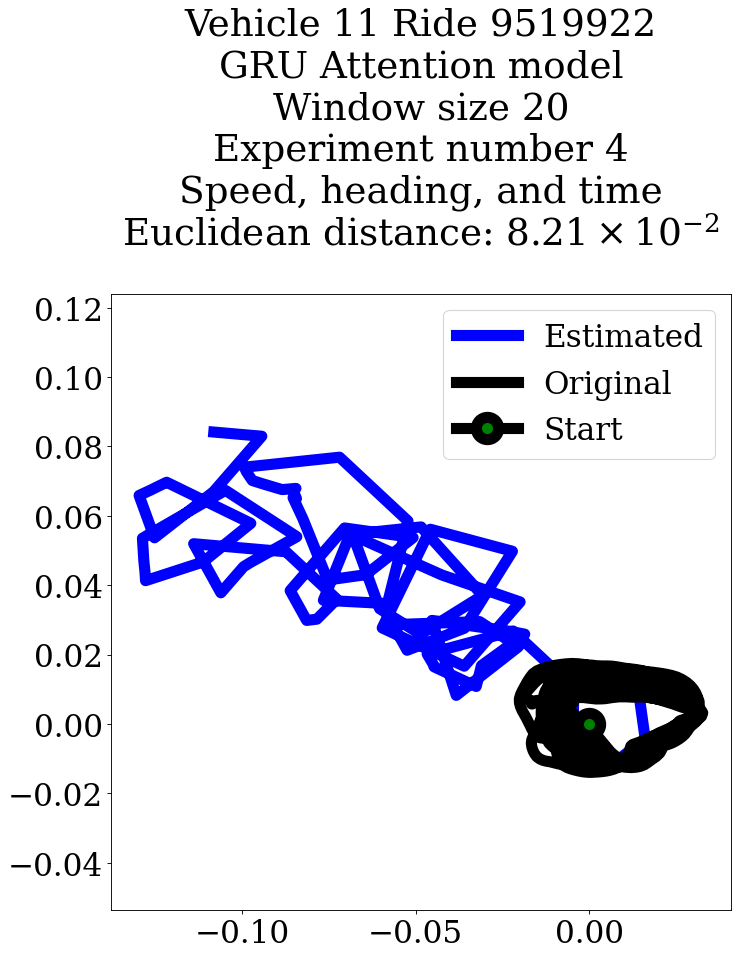 Vehicle 11 Ride 9519922
GRU Attention model
Window size 20
Experiment number 4
Speed, heading, and time
Euclidean distance: 8.21 × 10⁻²
0.12
0.10
0.08
0.06
0.04
0.02
0.00
−0.02
−0.04
Estimated
Original
Start
−0.10
−0.05
0.00